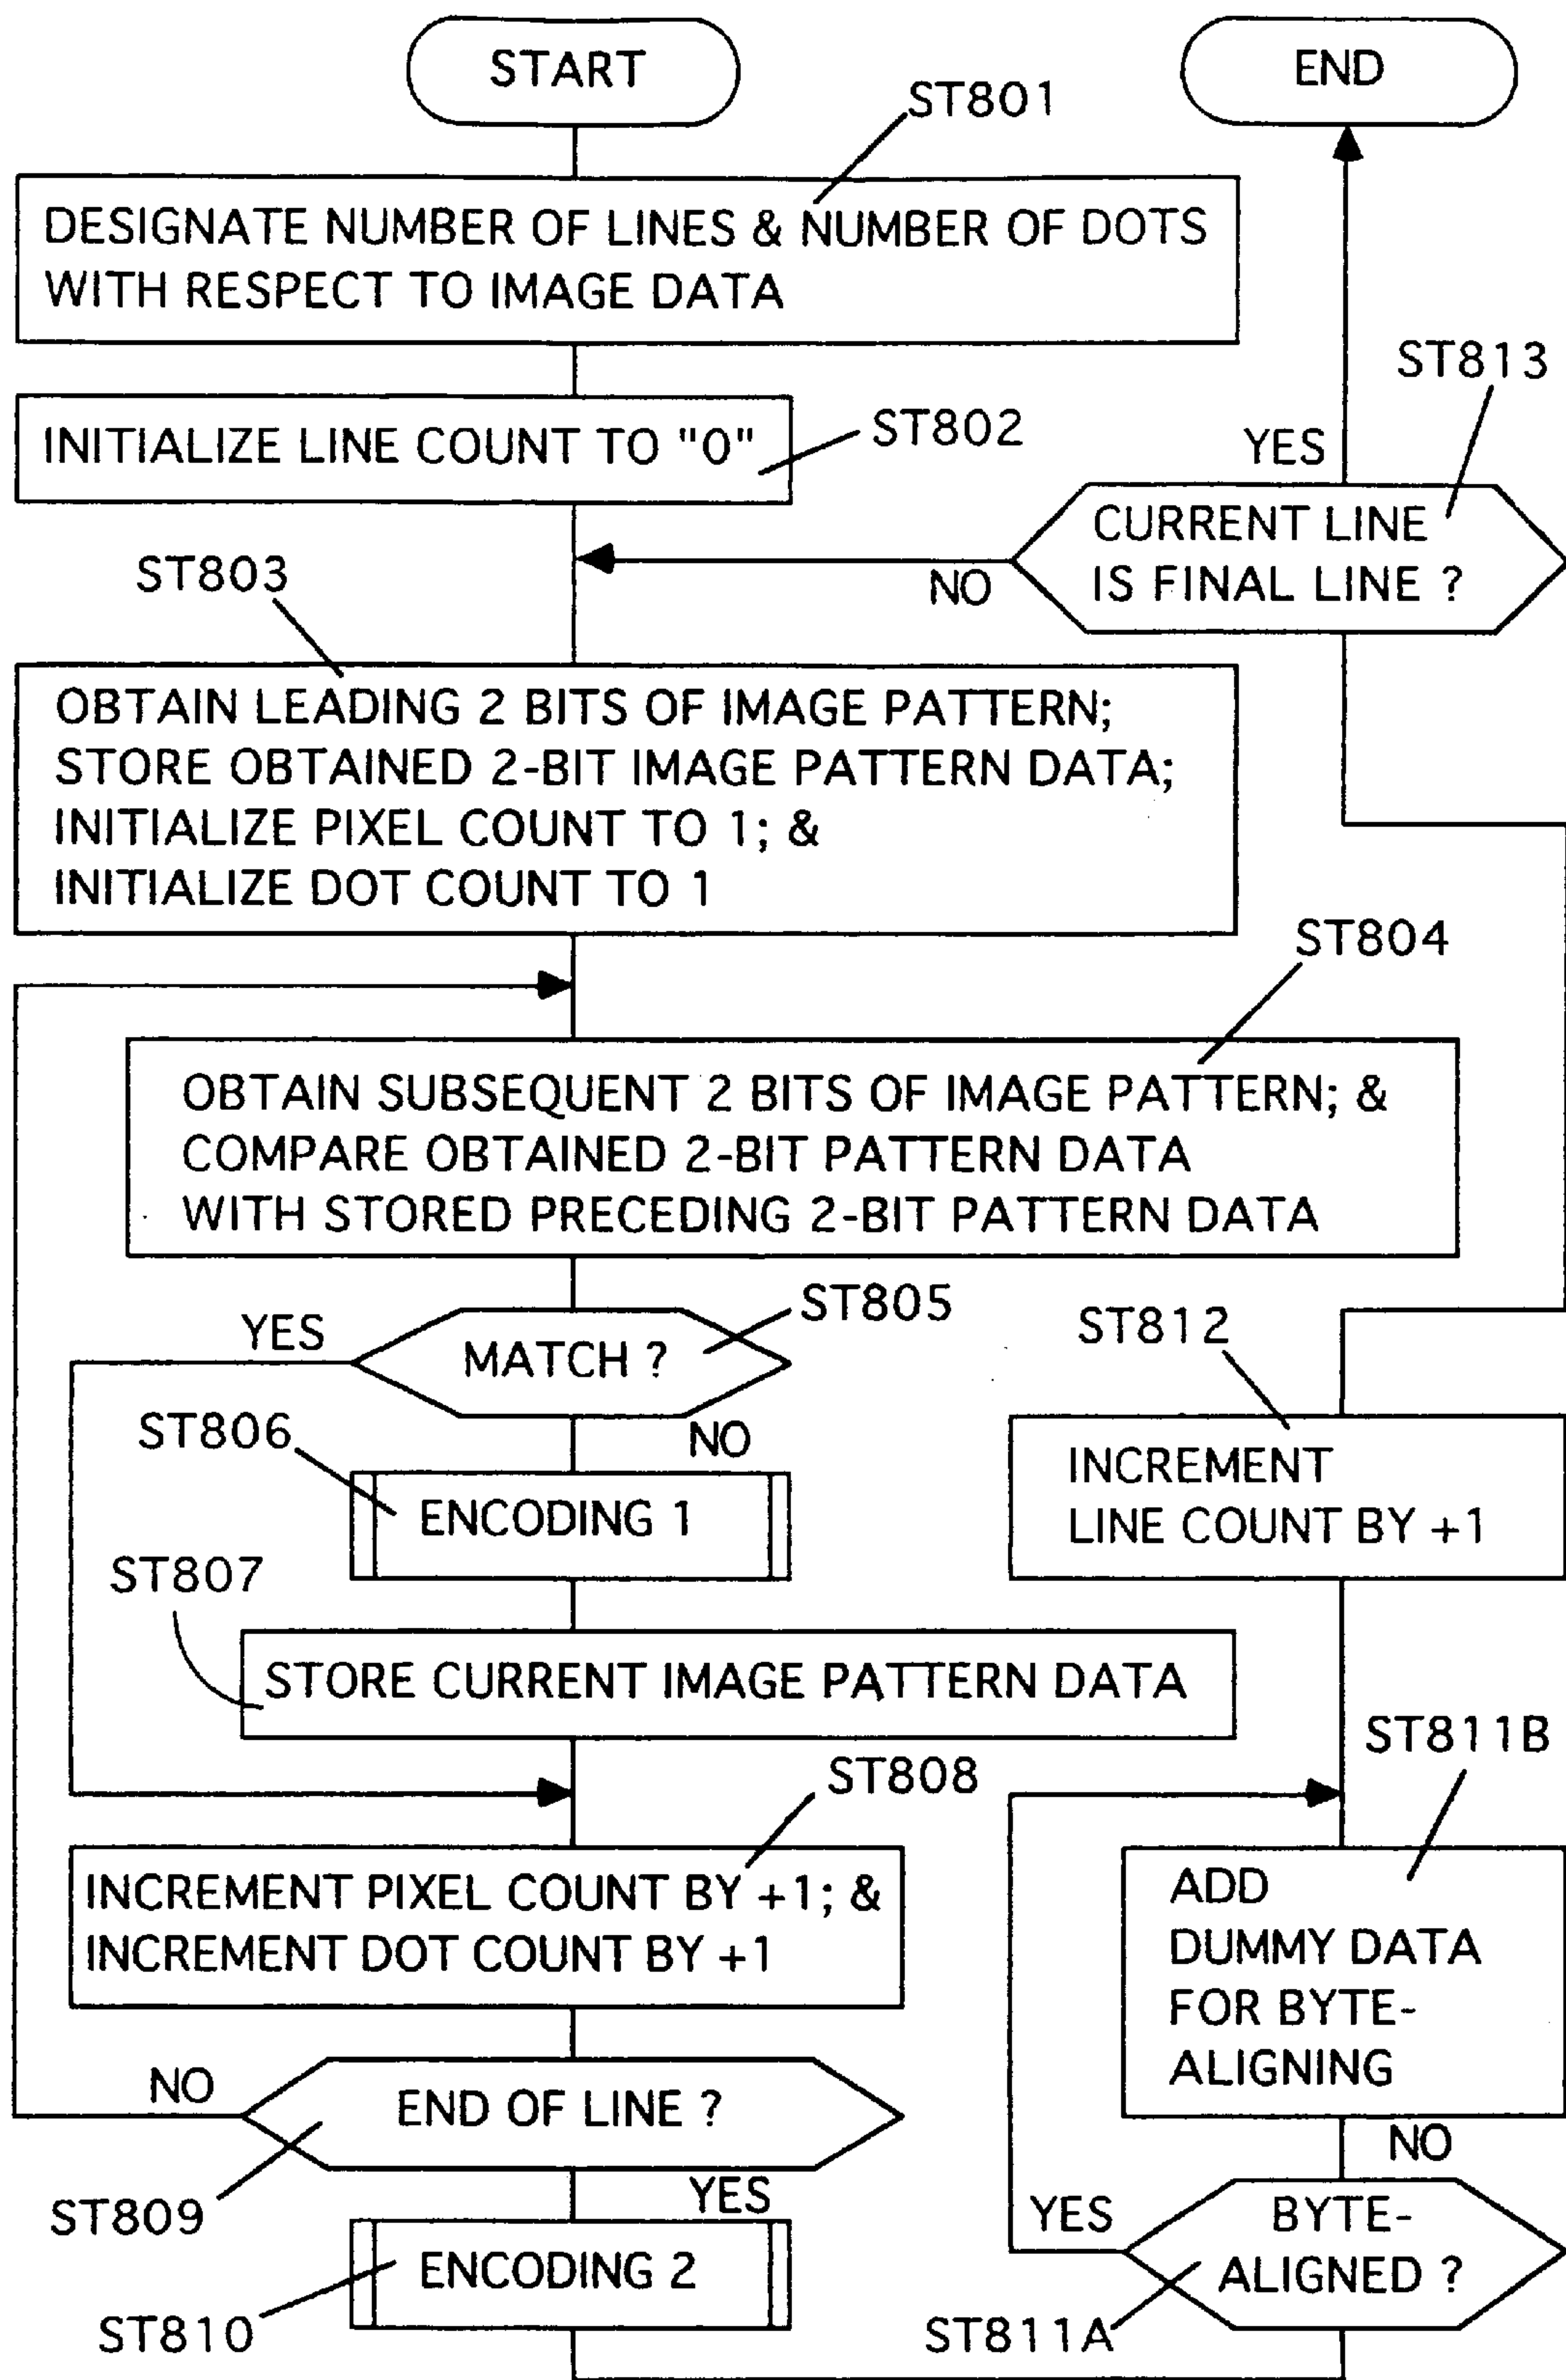 START
ST801
DESIGNATE NUMBER OF LINES & NUMBER OF DOTS
WITH RESPECT TO IMAGE DATA
INITIALIZE LINE COUNT TO "0"
ST802
ST803
OBTAIN LEADING 2 BITS OF IMAGE PATTERN;
STORE OBTAINED 2-BIT IMAGE PATTERN DATA;
INITIALIZE PIXEL COUNT TO 1; &
INITIALIZE DOT COUNT TO 1
ST804
OBTAIN SUBSEQUENT 2 BITS OF IMAGE PATTERN; &
COMPARE OBTAINED 2-BIT PATTERN DATA
WITH STORED PRECEDING 2-BIT PATTERN DATA
YES
MATCH ?
ST805
NO
ST806
ENCODING 1
ST807
STORE CURRENT IMAGE PATTERN DATA
ST808
INCREMENT PIXEL COUNT BY +1; &
INCREMENT DOT COUNT BY +1
NO
END OF LINE ?
ST809
YES
ENCODING 2
ST810
BYTE-
ALIGNED ?
ST811A
YES
NO
ADD
DUMMY DATA
FOR BYTE-
ALIGNING
ST811B
INCREMENT
LINE COUNT BY +1
ST812
CURRENT LINE
IS FINAL LINE ?
ST813
NO
YES
END